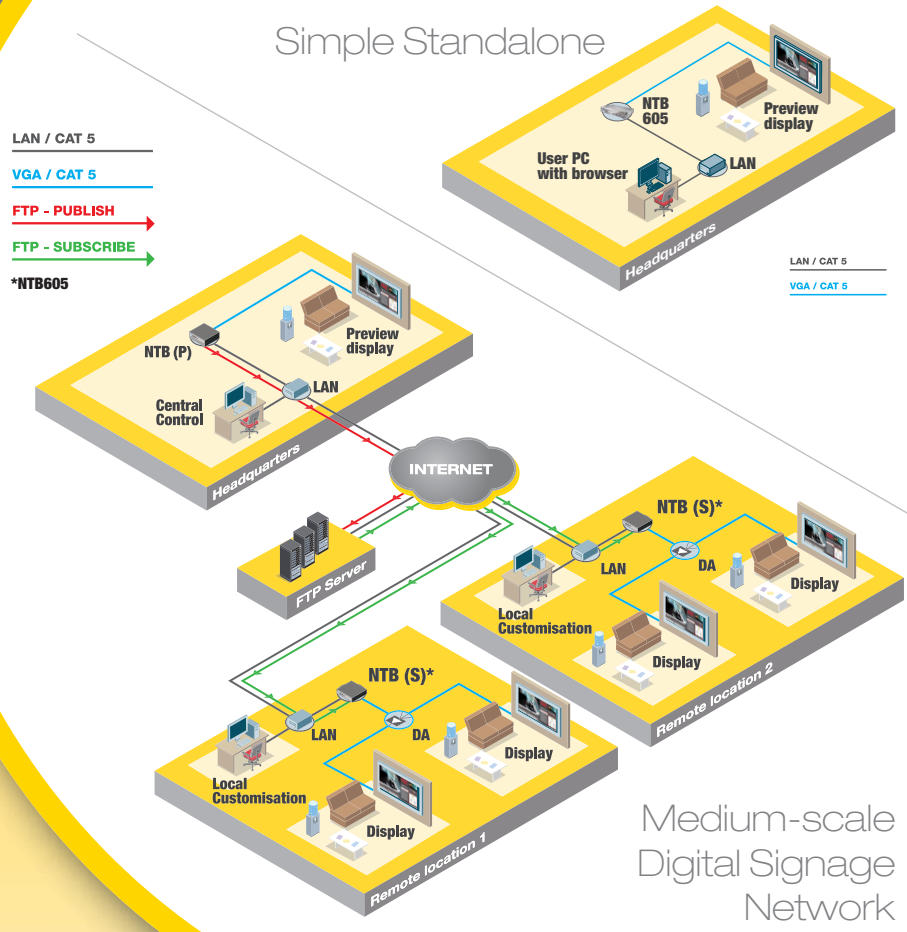 Simple Standalone
NTB
605
Preview
display
User PC
with browser
LAN
Headquarters
LAN / CAT 5
VGA / CAT 5
LAN / CAT 5
VGA / CAT 5
FTP - PUBLISH
FTP - SUBSCRIBE
*NTB605
NTB (P)
Preview
display
LAN
Central
Control
Headquarters
INTERNET
FTP Server
NTB (S)*
LAN
DA
Display
Local
Customisation
Display
Remote location 2
NTB (S)*
LAN
DA
Display
Local
Customisation
Display
Remote location 1
Medium-scale
Digital Signage
Network